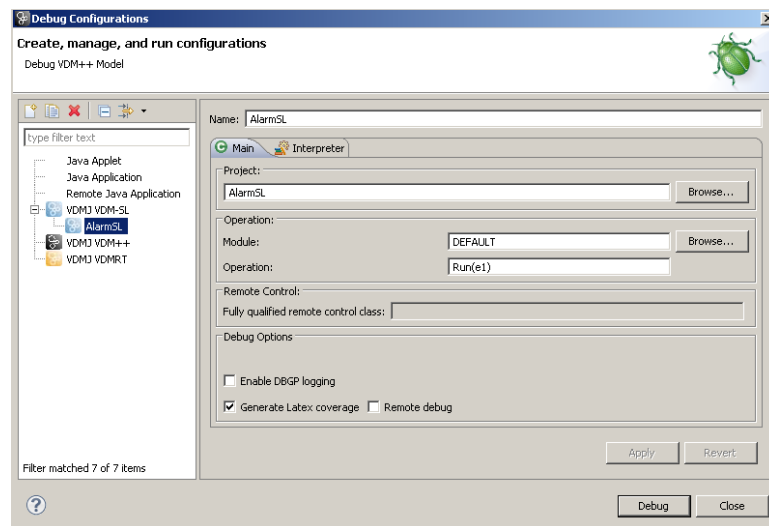 Debug Configurations
Create, manage, and run configurations
Debug VDM++ Model
type filter text
Java Applet
Java Application
Remote Java Application
VDMJ VDM-SL
AlarmSL
VDMJ VDM++
VDMJ VDMRT
Filter matched 7 of 7 items
Name: AlarmSL
Main Interpreter
Project:
AlarmSL Browse...
Operation:
Module: DEFAULT Browse...
Operation: Run(e1)
Remote Control:
Fully qualified remote control class:
Debug Options
Enable DBGP logging
Generate Latex coverage Remote debug
Apply Revert
Debug Close